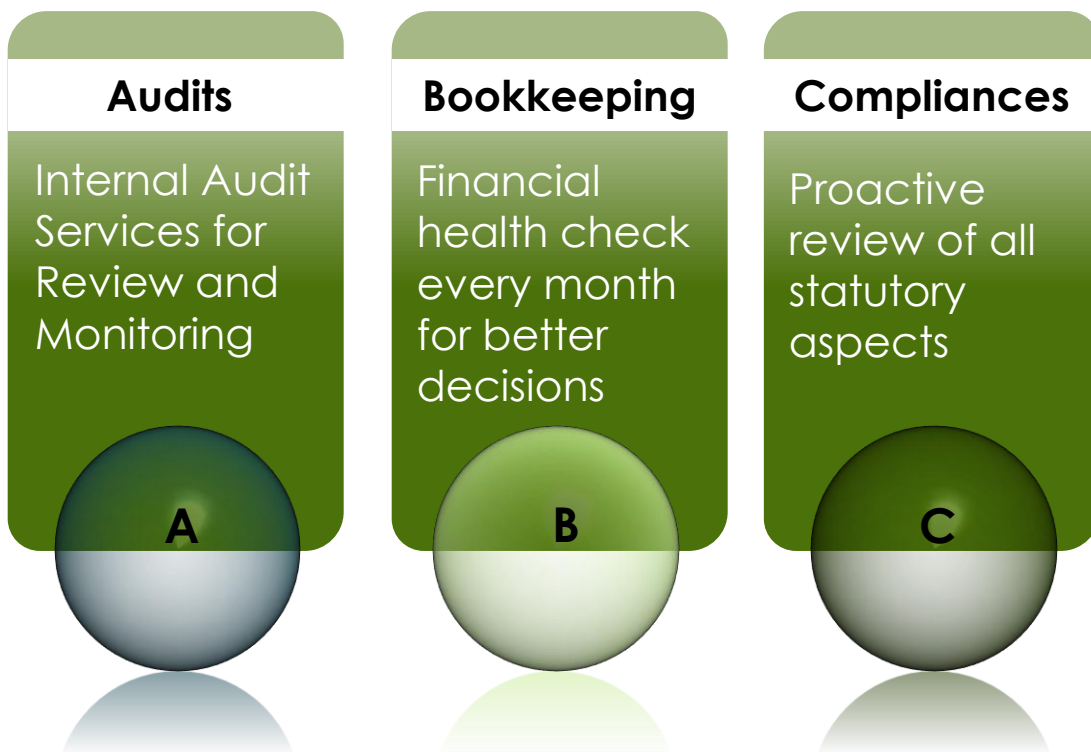 Audits
Internal Audit
Services for
Review and
Monitoring
A
Bookkeeping
Financial
health check
every month
for better
decisions
B
Compliances
Proactive
review of all
statutory
aspects
C